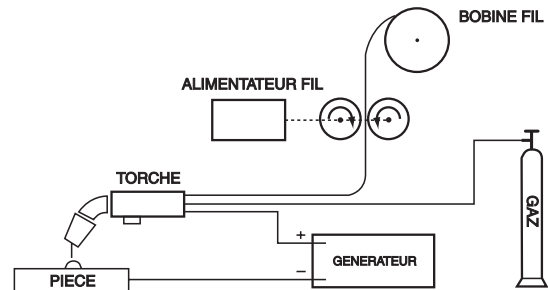 BOBINE FIL
ALIMENTATEUR FIL
TORCHE
GAZ
+
GENERATEUR
−
PIECE